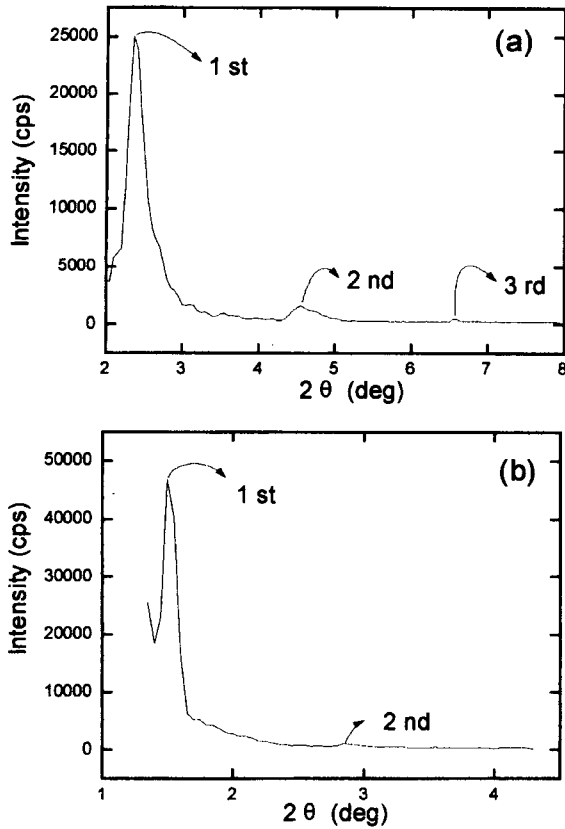 (a)
25000
20000
15000
10000
5000
0
Intensity (cps)
1 st
2 nd
3 rd
2 3 4 5 6 7 8
2 θ (deg)
(b)
50000
40000
30000
20000
10000
0
Intensity (cps)
1 st
2 nd
1 2 3 4
2 θ (deg)